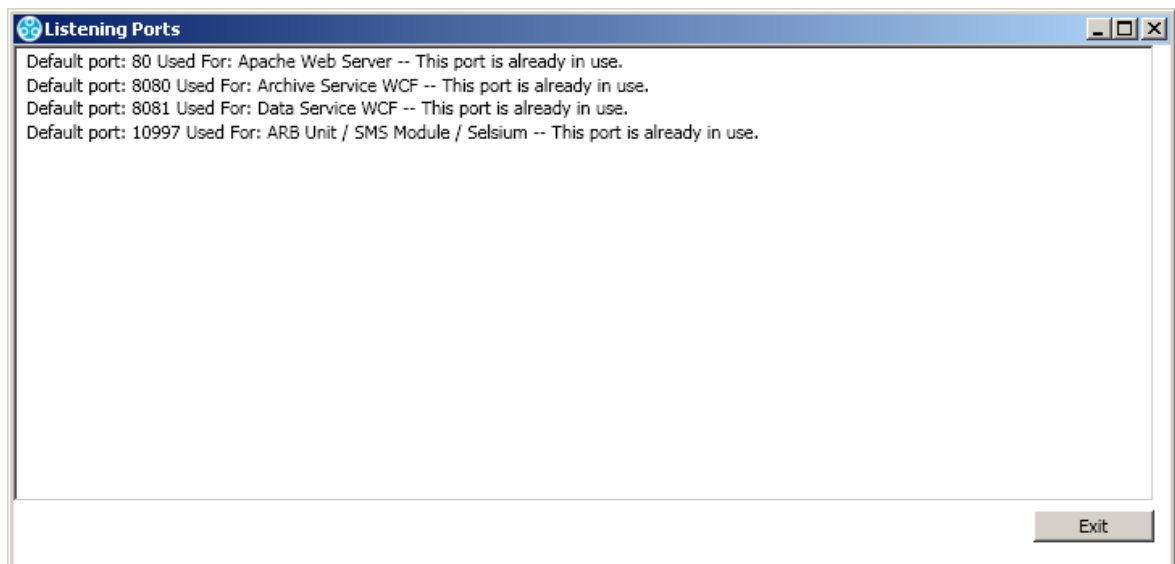 Listening Ports
Default port: 80 Used For: Apache Web Server -- This port is already in use.
Default port: 8080 Used For: Archive Service WCF -- This port is already in use.
Default port: 8081 Used For: Data Service WCF -- This port is already in use.
Default port: 10997 Used For: ARB Unit / SMS Module / Selsium -- This port is already in use.
Exit